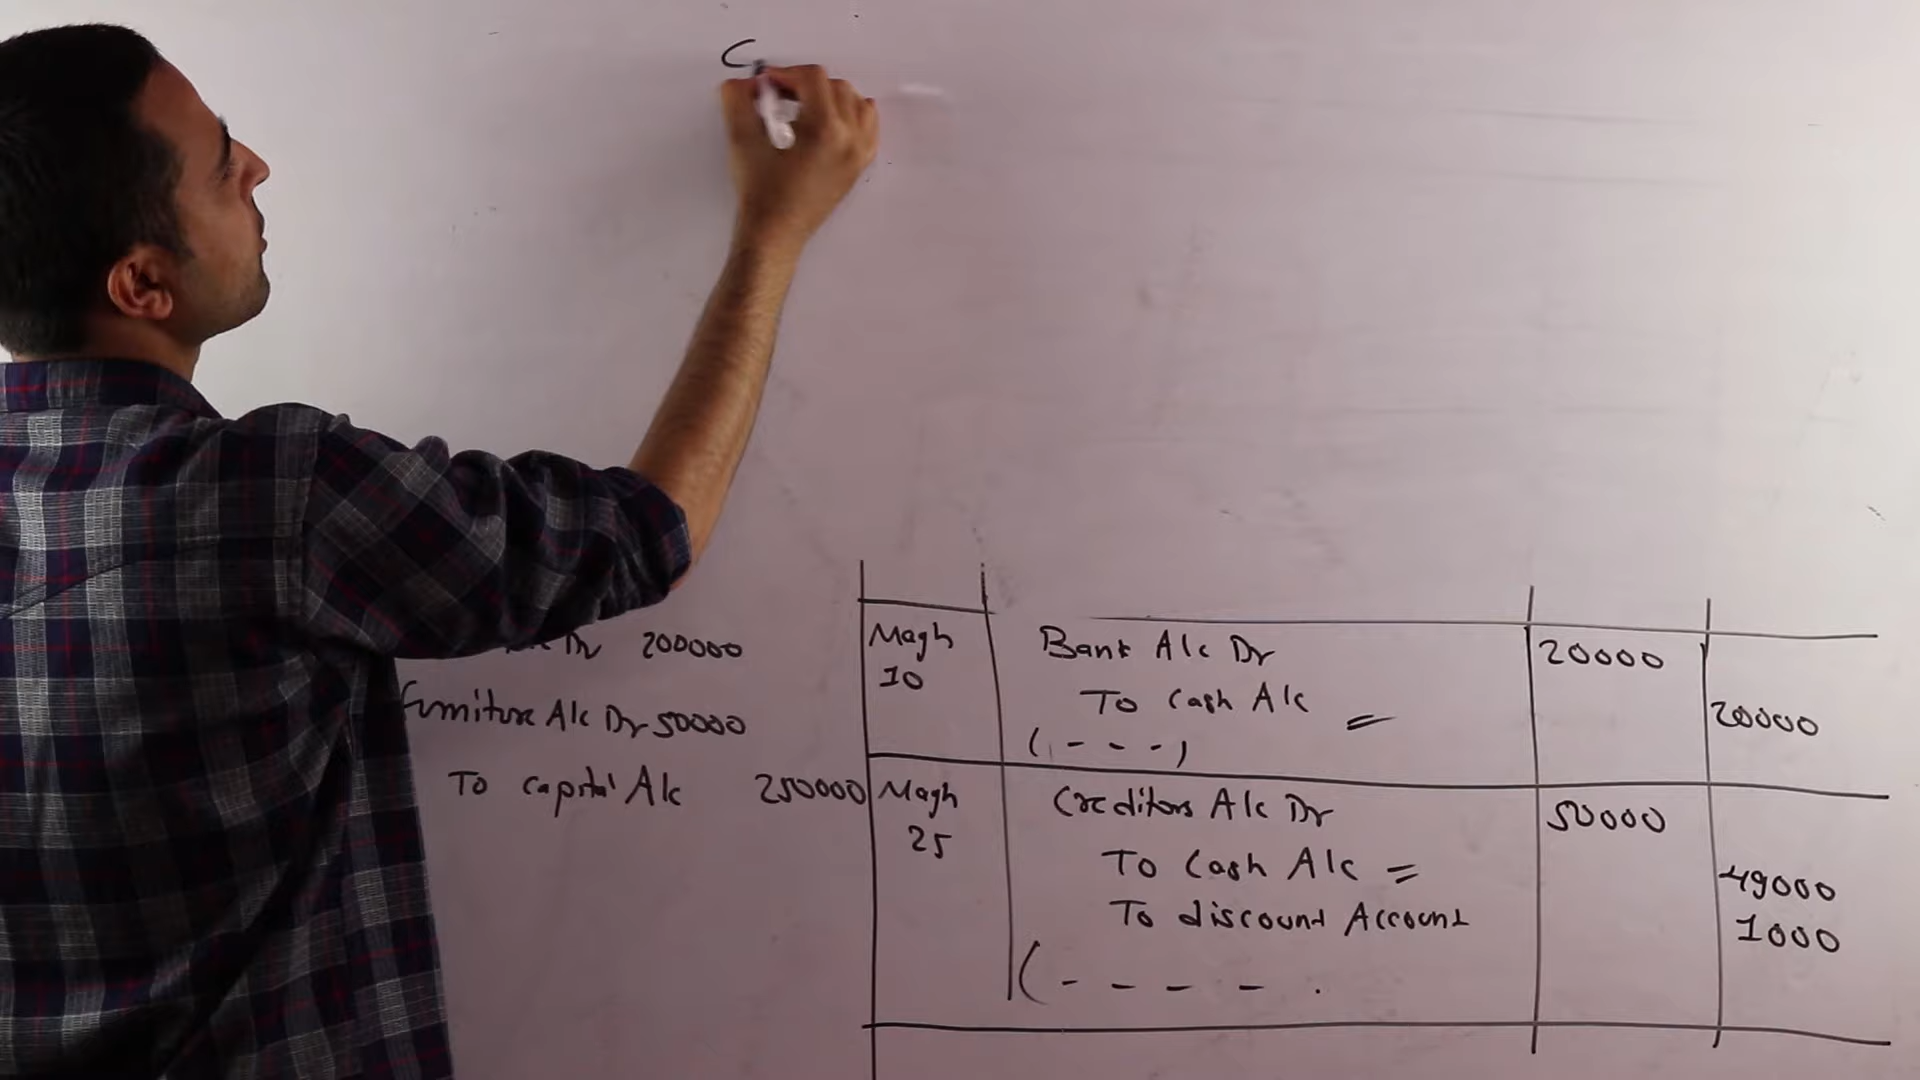 C
Dr 200000
furniture A/c Dr 50000
To capital A/c 250000
Magh
10
Bank A/c Dr 20000
To Cash A/c = 20000
( - - - )
Magh
25
Creditors A/c Dr 50000
To Cash A/c = 49000
To discount Account 1000
( - - - - .